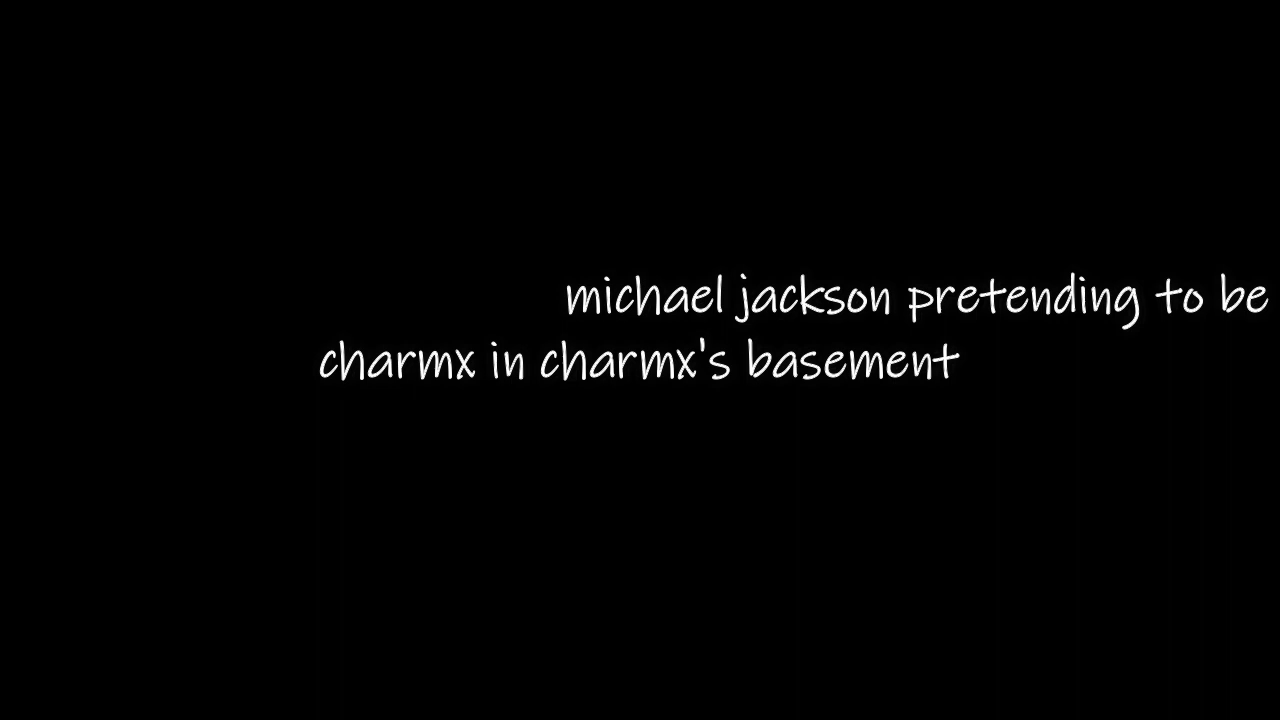 michael jackson pretending to be
charmx in charmx's basement